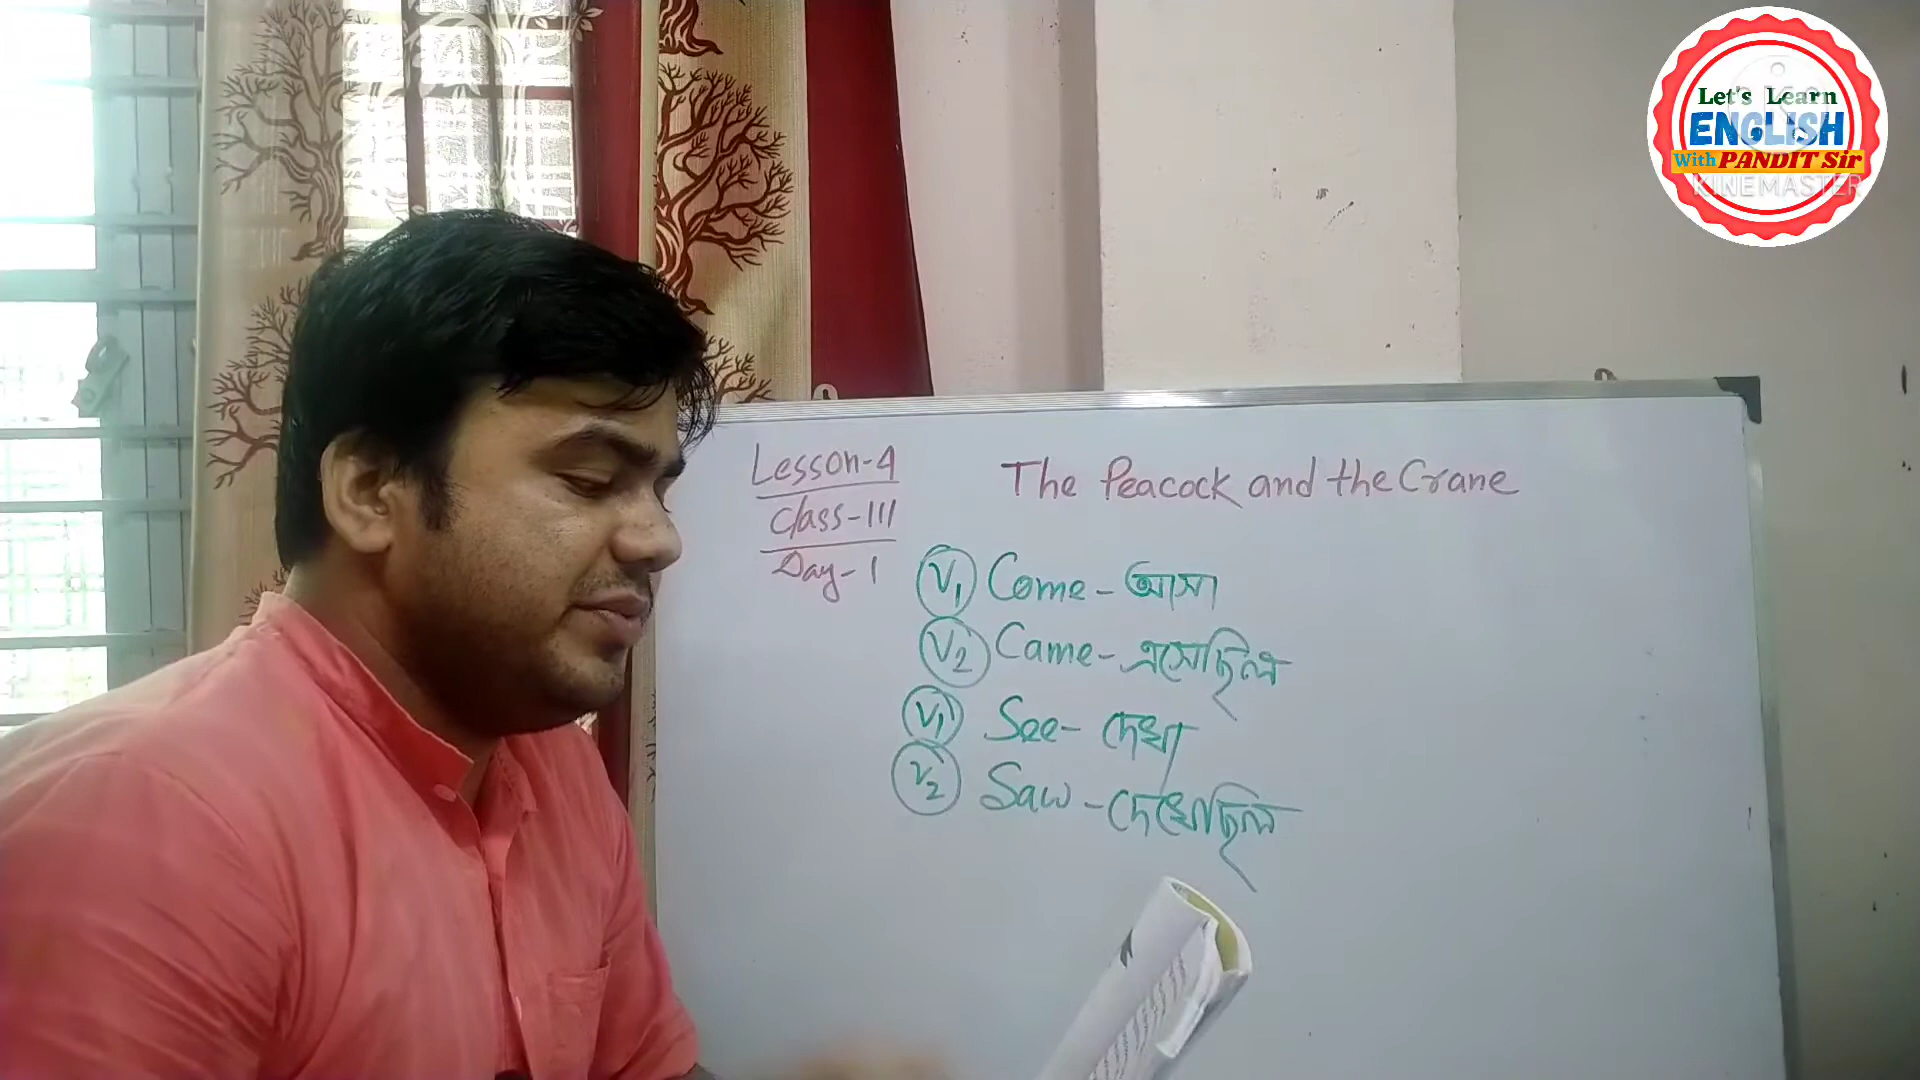 Let's Learn
ENGLISH
With PANDIT Sir
KINEMASTER
Lesson-4
Class-III
Day-1
The Peacock and the Crane
V1 Come - আসা
V2 Came - এসেছিল
V1 See - দেখা
V2 Saw - দেখেছিল